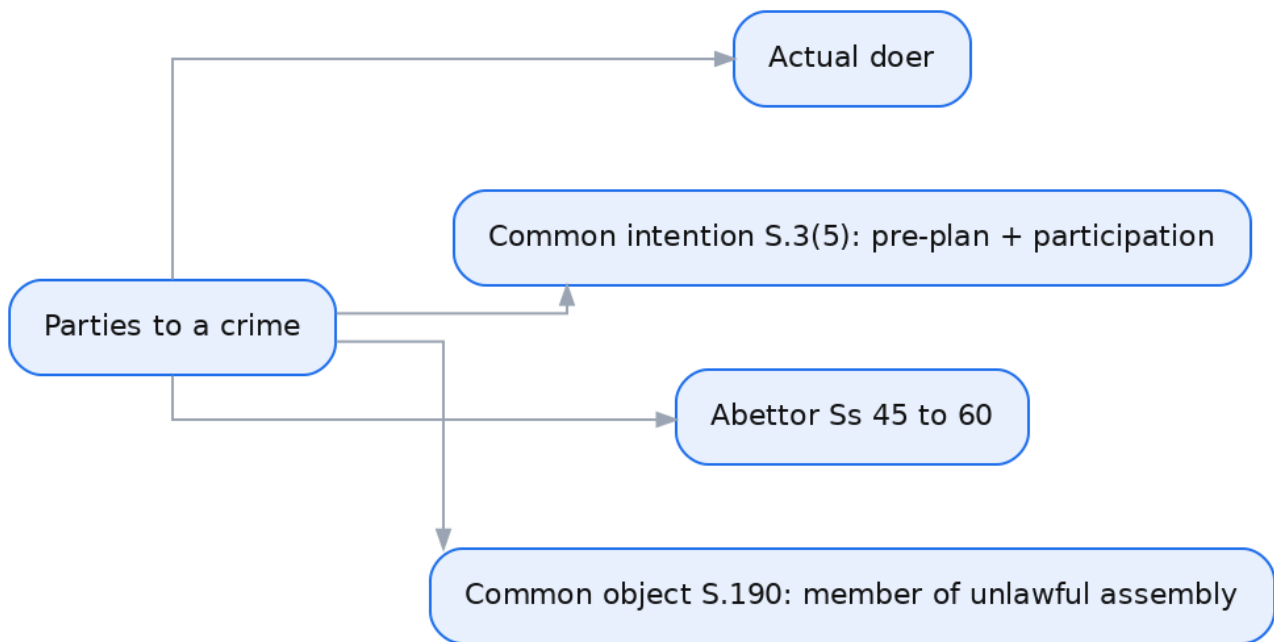 Actual doer
Common intention S.3(5): pre-plan + participation
Parties to a crime
Abettor Ss 45 to 60
Common object S.190: member of unlawful assembly